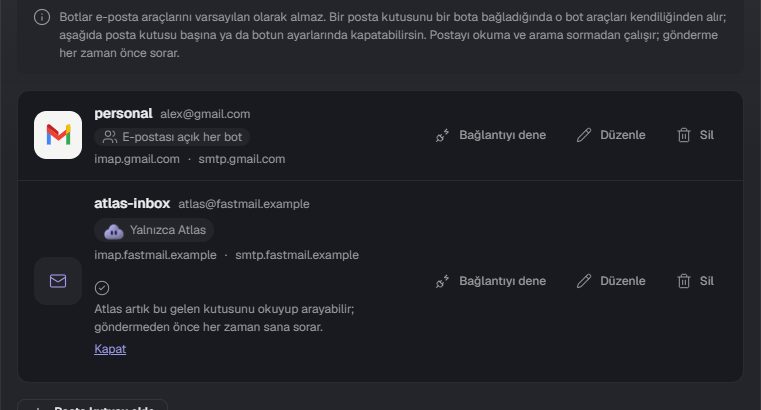 Botlar e-posta araçlarını varsayılan olarak almaz. Bir posta kutusunu bir bota bağladığında o bot araçları kendiliğinden alır;
aşağıda posta kutusu başına ya da botun ayarlarında kapatabilirsin. Postayı okuma ve arama sormadan çalışır; gönderme
her zaman önce sorar.
personal alex@gmail.com
E-postası açık her bot
imap.gmail.com · smtp.gmail.com
Bağlantıyı dene Düzenle Sil
atlas-inbox atlas@fastmail.example
Yalnızca Atlas
imap.fastmail.example · smtp.fastmail.example
Bağlantıyı dene Düzenle Sil
Atlas artık bu gelen kutusunu okuyup arayabilir;
göndermeden önce her zaman sana sorar.
Kapat